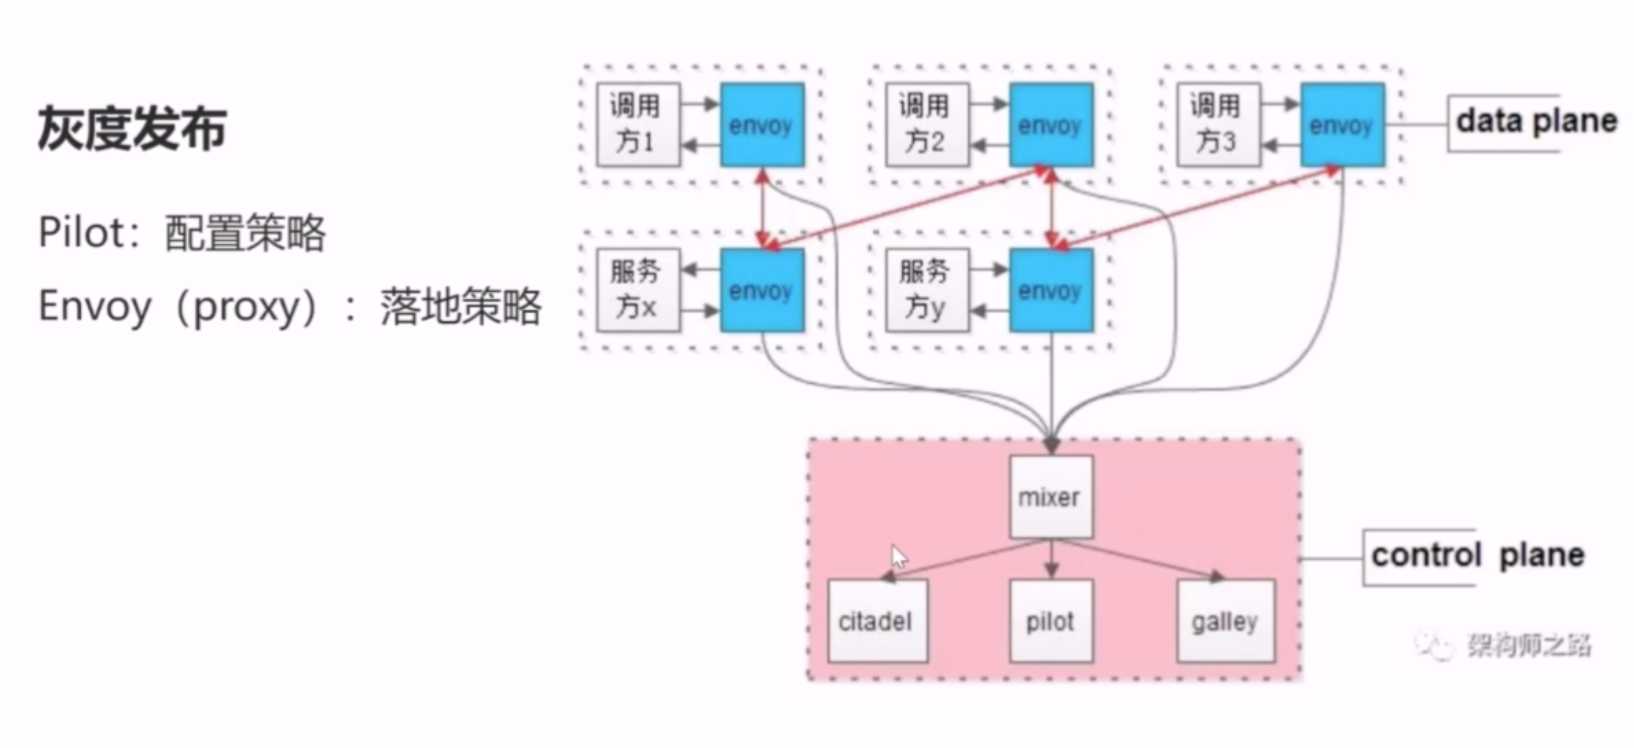 灰度发布
Pilot：配置策略
Envoy（proxy）：落地策略
调用
方1
envoy
调用
方2
envoy
调用
方3
envoy
data plane
服务
方x
envoy
服务
方y
envoy
mixer
citadel
pilot
galley
control plane
架构师之路